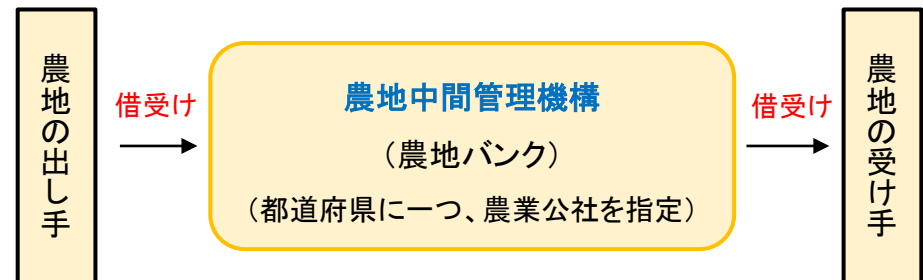 農地の出し手
借受け
農地中間管理機構
（農地バンク）
（都道府県に一つ、農業公社を指定）
借受け
農地の受け手